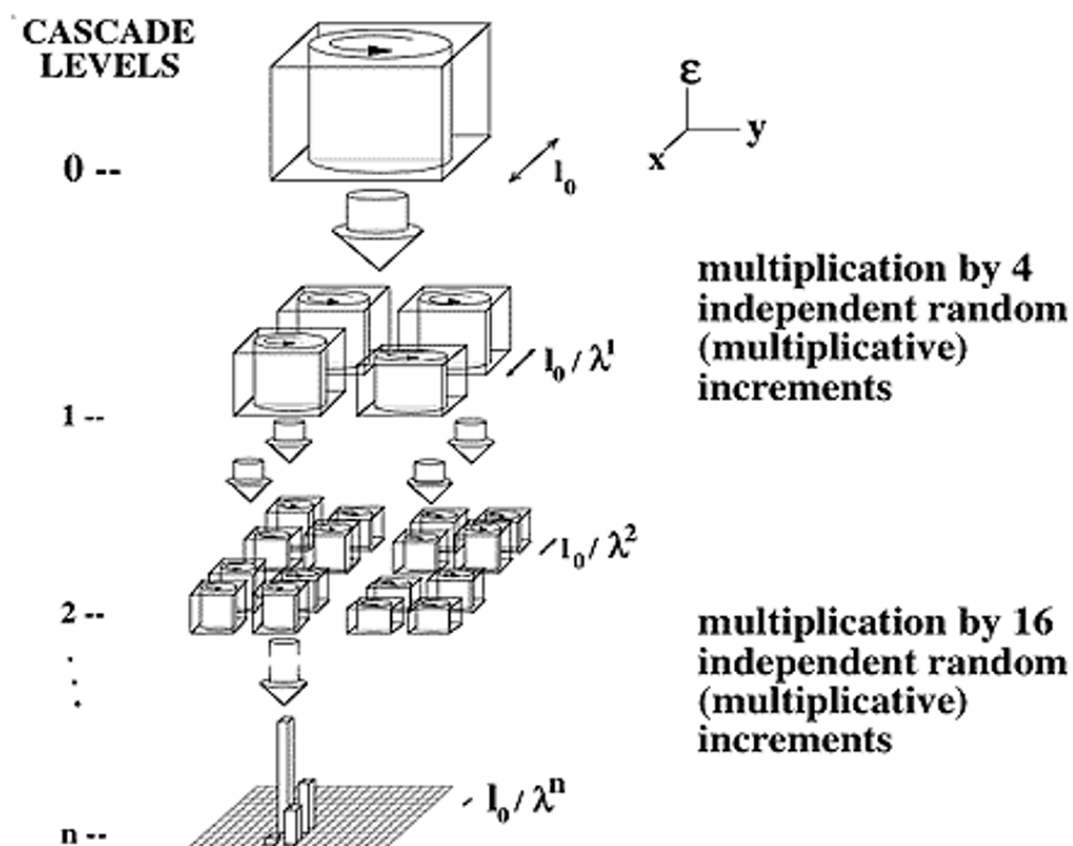 CASCADE
LEVELS
ε
y
x
0 --
l₀
multiplication by 4
independent random
(multiplicative)
increments
l₀ / λ¹
1 --
l₀ / λ²
2 --
multiplication by 16
independent random
(multiplicative)
increments
l₀ / λⁿ
n --